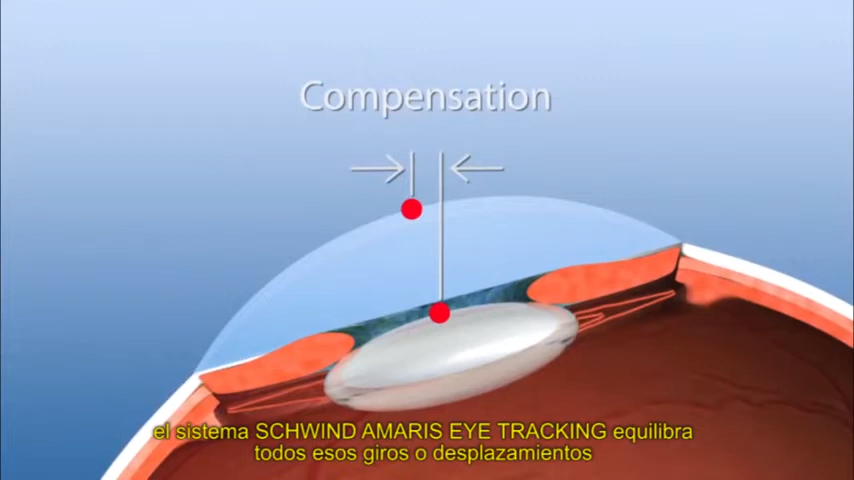 Compensation
el sistema SCHWIND AMARIS EYE TRACKING equilibra
todos esos giros o desplazamientos